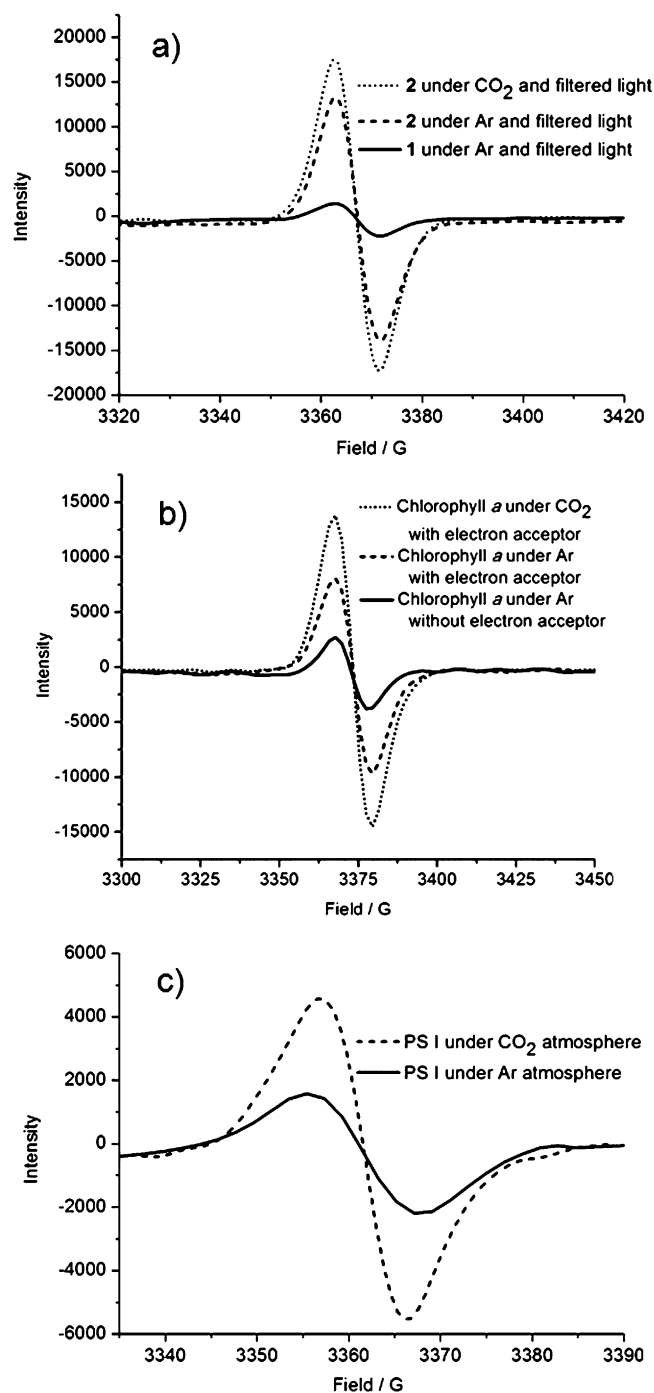 a)
20000
15000
10000
5000
0
-5000
-10000
-15000
-20000
Intensity
2 under CO2 and filtered light
2 under Ar and filtered light
1 under Ar and filtered light
3320 3340 3360 3380 3400 3420
Field / G
b)
15000
10000
5000
0
-5000
-10000
-15000
Intensity
Chlorophyll a under CO2
with electron acceptor
Chlorophyll a under Ar
with electron acceptor
Chlorophyll a under Ar
without electron acceptor
3300 3325 3350 3375 3400 3425 3450
Field / G
c)
6000
4000
2000
0
-2000
-4000
-6000
Intensity
PS I under CO2 atmosphere
PS I under Ar atmosphere
3340 3350 3360 3370 3380 3390
Field / G